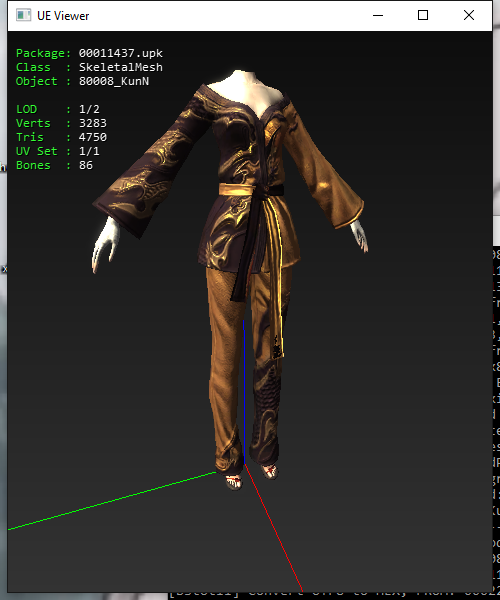 UE Viewer
Package: 00011437.upk
Class : SkeletalMesh
Object : 80008_KunN
LOD : 1/2
Verts : 3283
Tris : 4750
UV Set : 1/1
Bones : 86